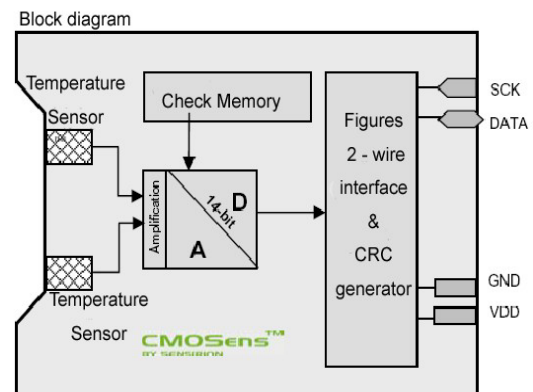 Block diagram
Temperature
Sensor
Check Memory
Amplification
14-bit
D
A
Figures
2 - wire
interface
&
CRC
generator
SCK
DATA
GND
VDD
Temperature
Sensor
CMOSens™
BY SENSIRION